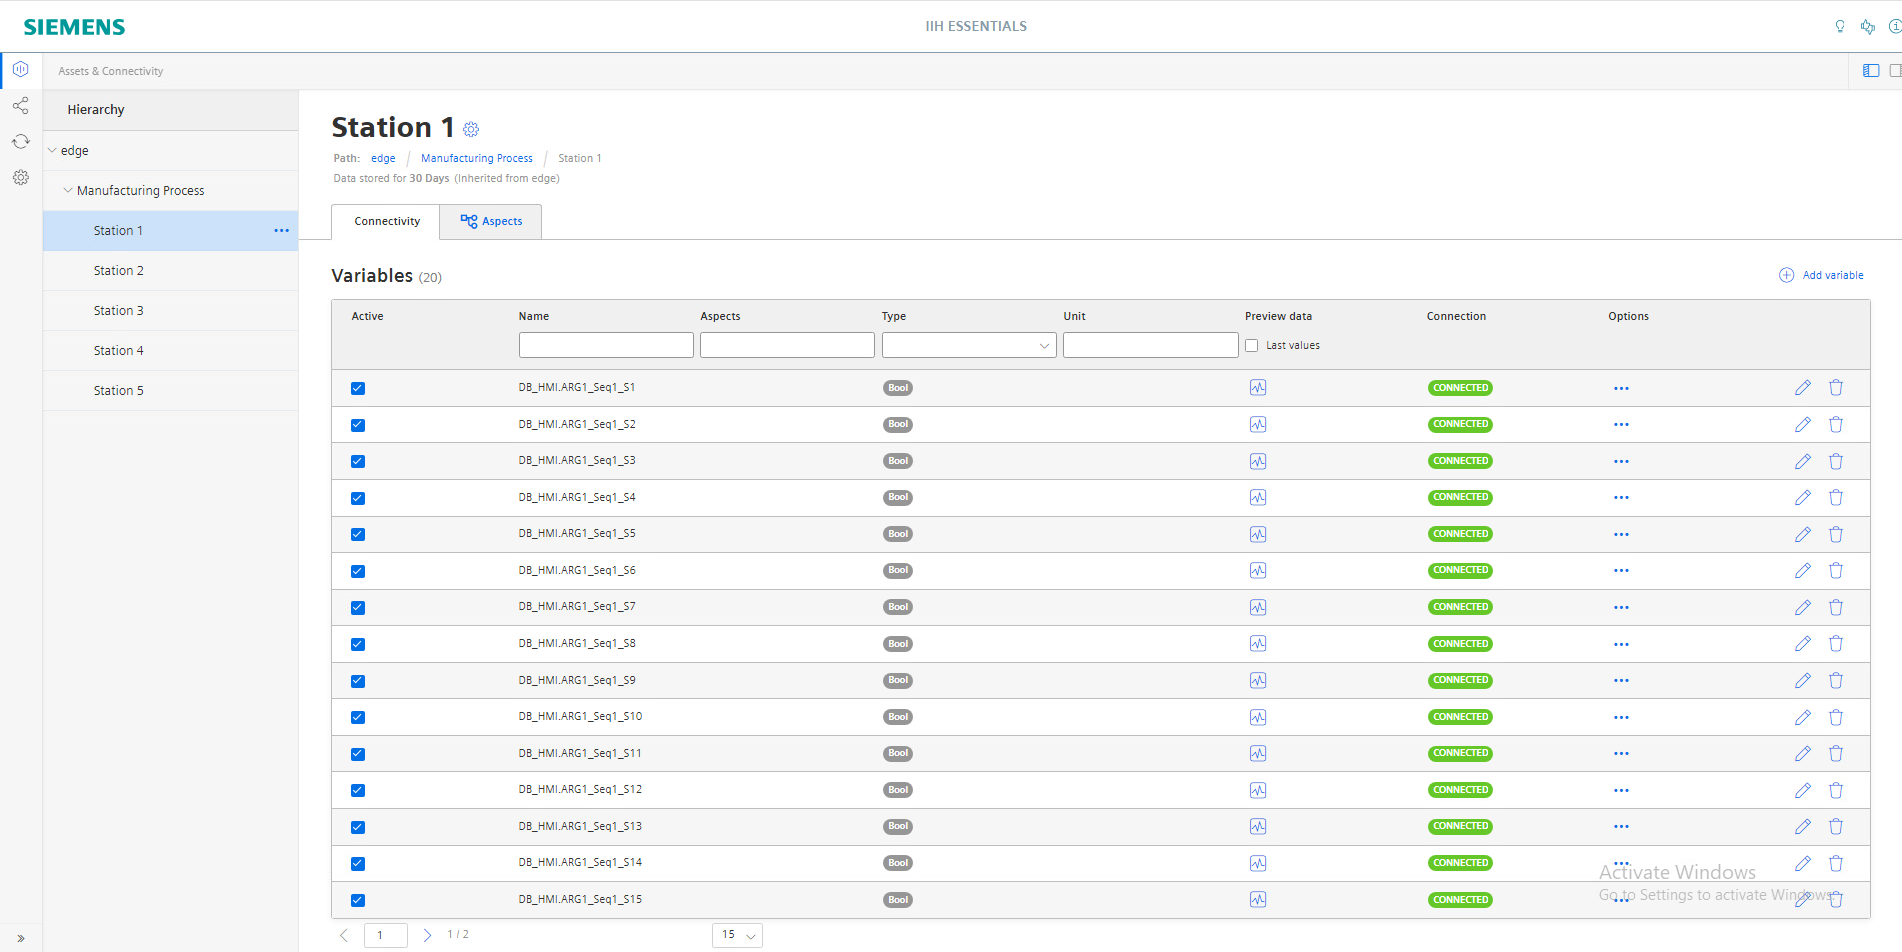 SIEMENS
IIH ESSENTIALS
Assets & Connectivity
Hierarchy
edge
Manufacturing Process
Station 1
Station 2
Station 3
Station 4
Station 5
Station 1
Path: edge / Manufacturing Process / Station 1
Data stored for 30 Days (Inherited from edge)
Connectivity Aspects
Variables (20) Add variable
Active Name Aspects Type Unit Preview data Connection Options
Last values
DB_HMI.ARG1_Seq1_S1 Bool CONNECTED
DB_HMI.ARG1_Seq1_S2 Bool CONNECTED
DB_HMI.ARG1_Seq1_S3 Bool CONNECTED
DB_HMI.ARG1_Seq1_S4 Bool CONNECTED
DB_HMI.ARG1_Seq1_S5 Bool CONNECTED
DB_HMI.ARG1_Seq1_S6 Bool CONNECTED
DB_HMI.ARG1_Seq1_S7 Bool CONNECTED
DB_HMI.ARG1_Seq1_S8 Bool CONNECTED
DB_HMI.ARG1_Seq1_S9 Bool CONNECTED
DB_HMI.ARG1_Seq1_S10 Bool CONNECTED
DB_HMI.ARG1_Seq1_S11 Bool CONNECTED
DB_HMI.ARG1_Seq1_S12 Bool CONNECTED
DB_HMI.ARG1_Seq1_S13 Bool CONNECTED
DB_HMI.ARG1_Seq1_S14 Bool CONNECTED
DB_HMI.ARG1_Seq1_S15 Bool CONNECTED
Activate Windows
Go to Settings to activate Windows.
1 1 / 2 15